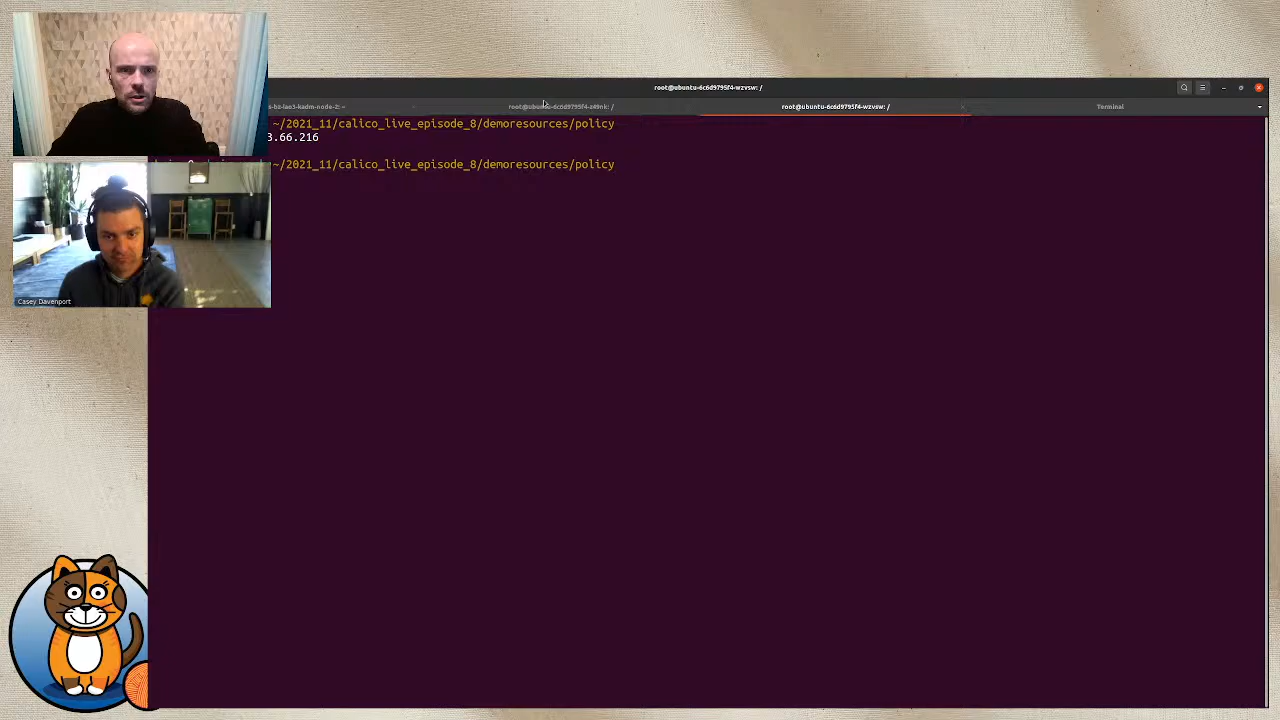 root@ubuntu-6c6d9795f4-wzvsw: /
root@ubuntu-6c6d9795f4-wzvsw: /
Terminal
~/2021_11/calico_live_episode_8/demoresources/policy
3.66.216
~/2021_11/calico_live_episode_8/demoresources/policy
Casey Davenport